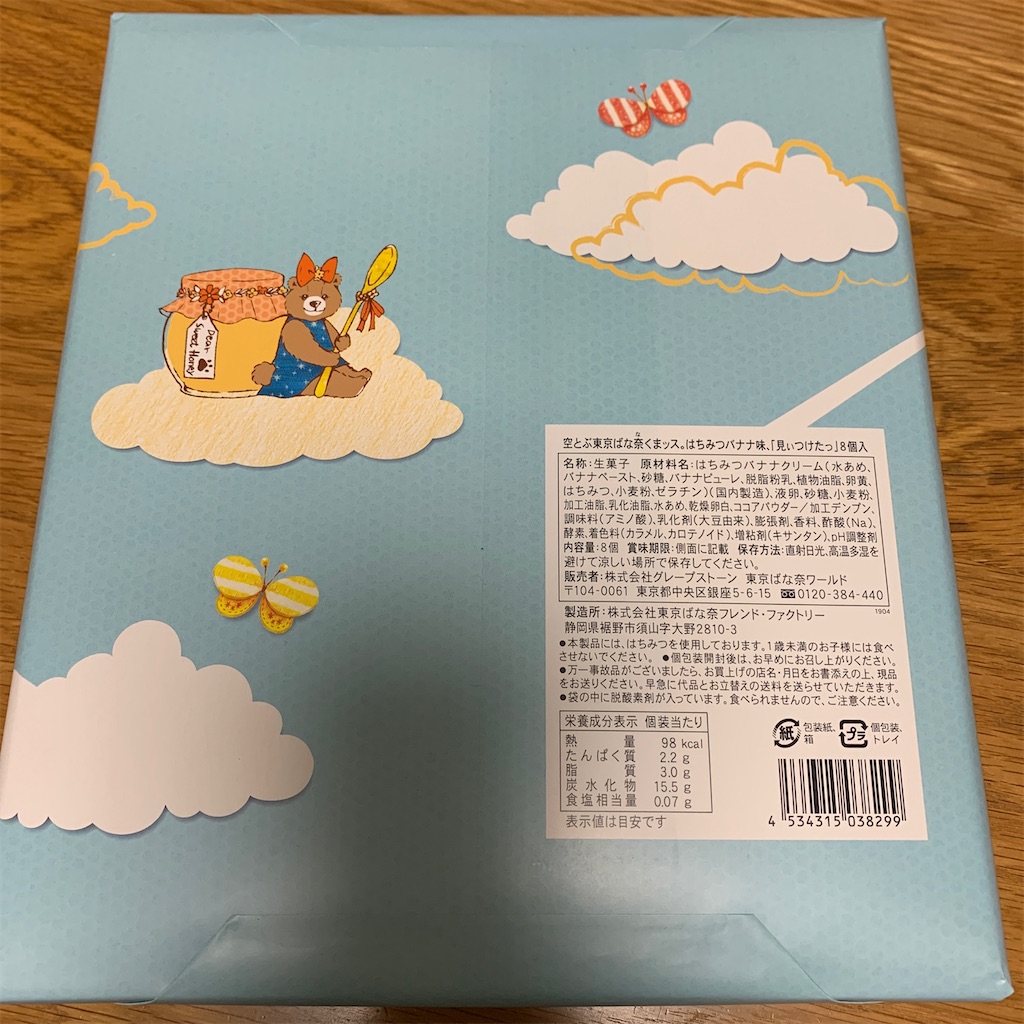 Dear
Sweet Honey
空とぶ東京ばな奈くまッス。はちみつバナナ味、「見ぃつけたっ」8個入
な
名称：生菓子　原材料名：はちみつバナナクリーム（水あめ、
バナナペースト、砂糖、バナナピューレ、脱脂粉乳、植物油脂、卵黄、
はちみつ、小麦粉、ゼラチン）（国内製造）、液卵、砂糖、小麦粉、
加工油脂、乳化油脂、水あめ、乾燥卵白、ココアパウダー／加工デンプン、
調味料（アミノ酸）、乳化剤（大豆由来）、膨張剤、香料、酢酸（Na）、
酵素、着色料（カラメル、カロテノイド）、増粘剤（キサンタン）、pH調整剤
内容量：8個　賞味期限：側面に記載　保存方法：直射日光、高温多湿を
避けて涼しい場所で保存してください。
販売者：株式会社グレープストーン　東京ばな奈ワールド
〒104-0061　東京都中央区銀座5-6-15　0120-384-440
製造所：株式会社東京ばな奈フレンド・ファクトリー　1904
静岡県裾野市須山字大野2810-3
●本製品には、はちみつを使用しております。1歳未満のお子様には食べ
させないでください。　●個包装開封後は、お早めにお召し上がりください。
●万一事故品がございましたら、お買上げの店名・月日をお書添えの上、現品
をお送りください。早急に代品とお立替えの送料を送らせていただきます。
●袋の中に脱酸素剤が入っています。食べられませんので、ご注意ください。
栄養成分表示　個装当たり
熱量　98 kcal
たんぱく質　2.2 g
脂質　3.0 g
炭水化物　15.5 g
食塩相当量　0.07 g
表示値は目安です
紙　包装紙、箱
プラ　個包装、トレイ
4 534315 038299